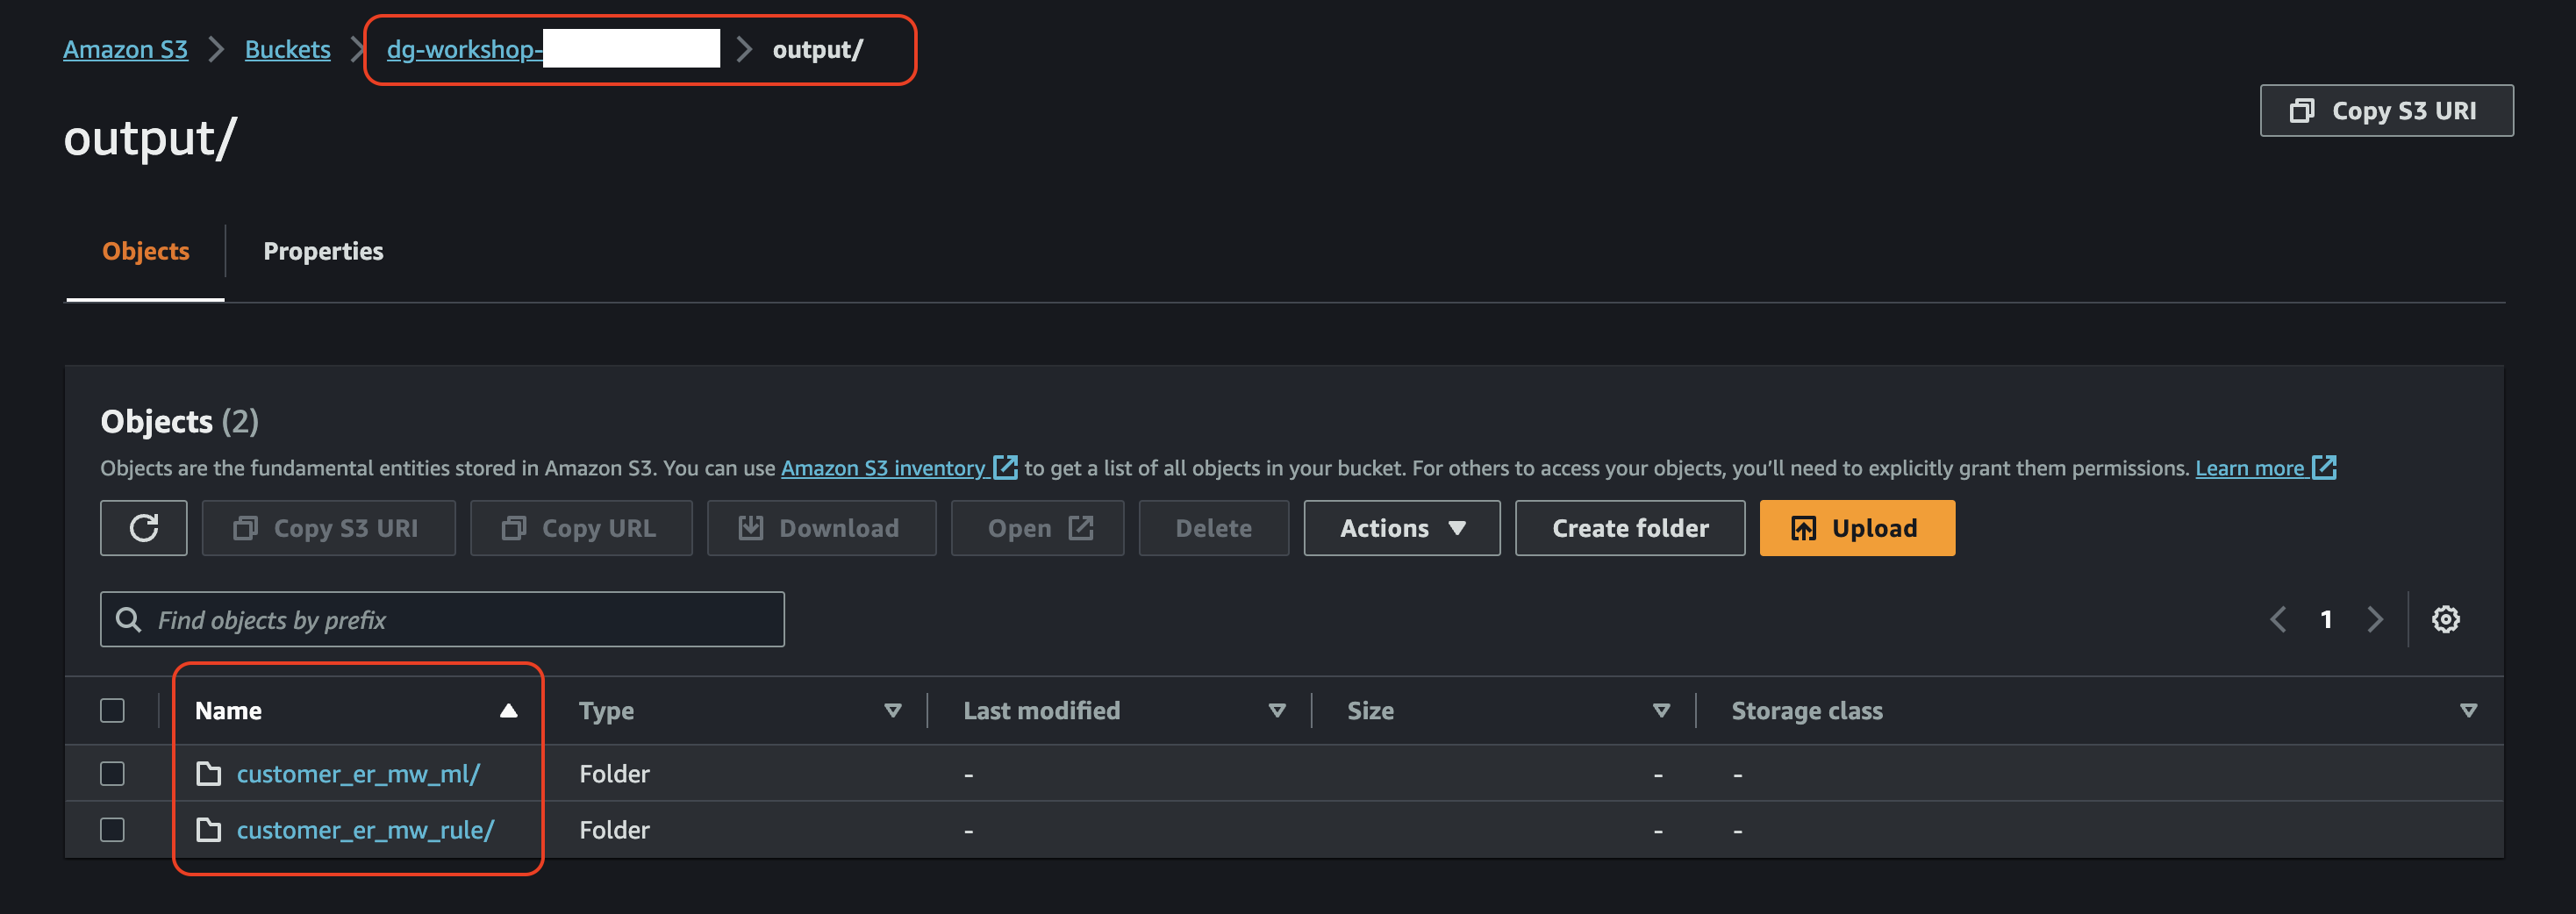 Amazon S3 > Buckets > dg-workshop- > output/
output/
Copy S3 URI
Objects Properties
Objects (2)
Objects are the fundamental entities stored in Amazon S3. You can use Amazon S3 inventory to get a list of all objects in your bucket. For others to access your objects, you’ll need to explicitly grant them permissions. Learn more
Copy S3 URI Copy URL Download Open Delete Actions Create folder Upload
Find objects by prefix 1
Name Type Last modified Size Storage class
customer_er_mw_ml/ Folder - - -
customer_er_mw_rule/ Folder - - -